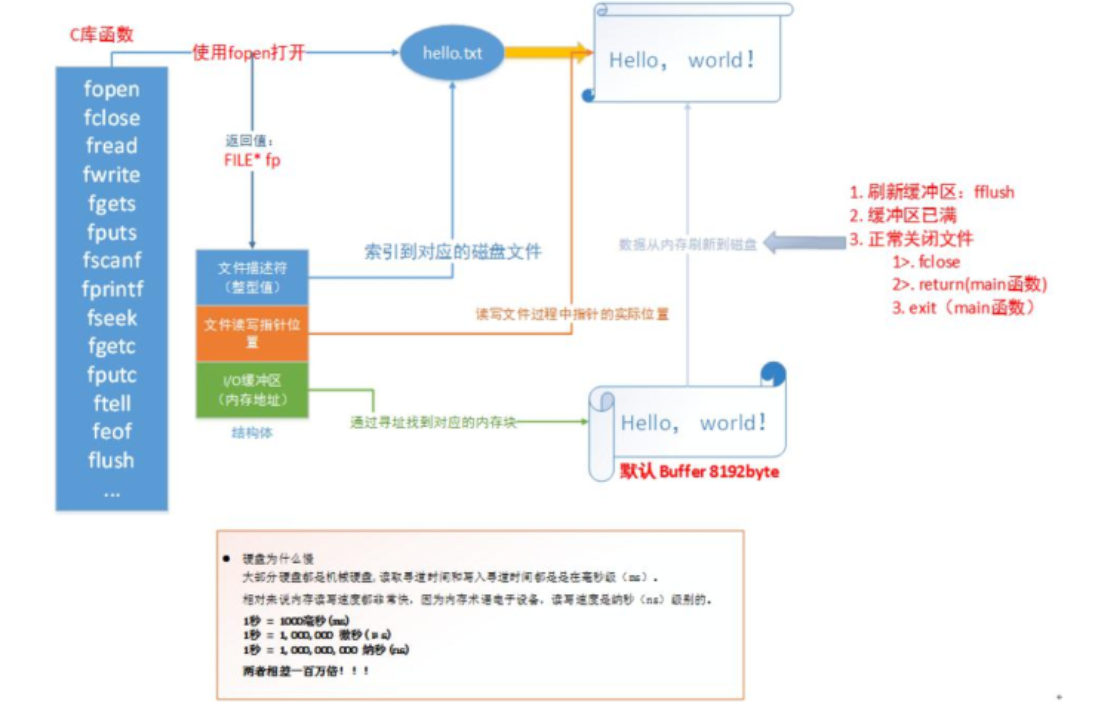 C库函数
fopen
fclose
fread
fwrite
fgets
fputs
fscanf
fprintf
fseek
fgetc
fputc
ftell
feof
flush
...
使用fopen打开
hello.txt
Hello, world!
返回值:
FILE* fp
文件描述符
(整型值)
文件读写指针位
置
I/O缓冲区
(内存地址)
结构体
索引到对应的磁盘文件
读写文件过程中指针的实际位置
通过寻址找到对应的内存块
数据从内存刷新到磁盘
1. 刷新缓冲区:fflush
2. 缓冲区已满
3. 正常关闭文件
1>. fclose
2>. return(main函数)
3. exit(main函数)
Hello, world!
默认 Buffer 8192byte
● 硬盘为什么慢
大部分硬盘都是机械硬盘,读取寻道时间和写入寻道时间都是是在毫秒级(ms)。
相对来说内存读写速度都非常快,因为内存术语电子设备,读写速度是纳秒(ns)级别的。
1秒 = 1000毫秒(ms)
1秒 = 1,000,000 微秒(μs)
1秒 = 1,000,000,000 纳秒(ns)
两者相差一百万倍!!!